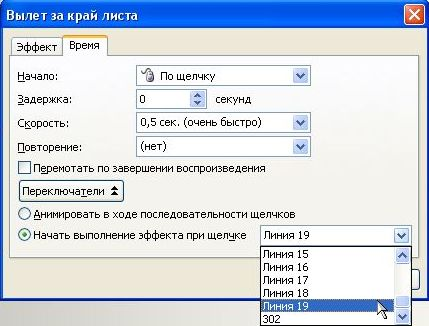 Вылет за край листа
Эффект Время
Начало: По щелчку
Задержка: 0 секунд
Скорость: 0,5 сек. (очень быстро)
Повторение: (нет)
Перемотать по завершении воспроизведения
Переключатели
Анимировать в ходе последовательности щелчков
Начать выполнение эффекта при щелчке Линия 19
Линия 15
Линия 16
Линия 17
Линия 18
Линия 19
302